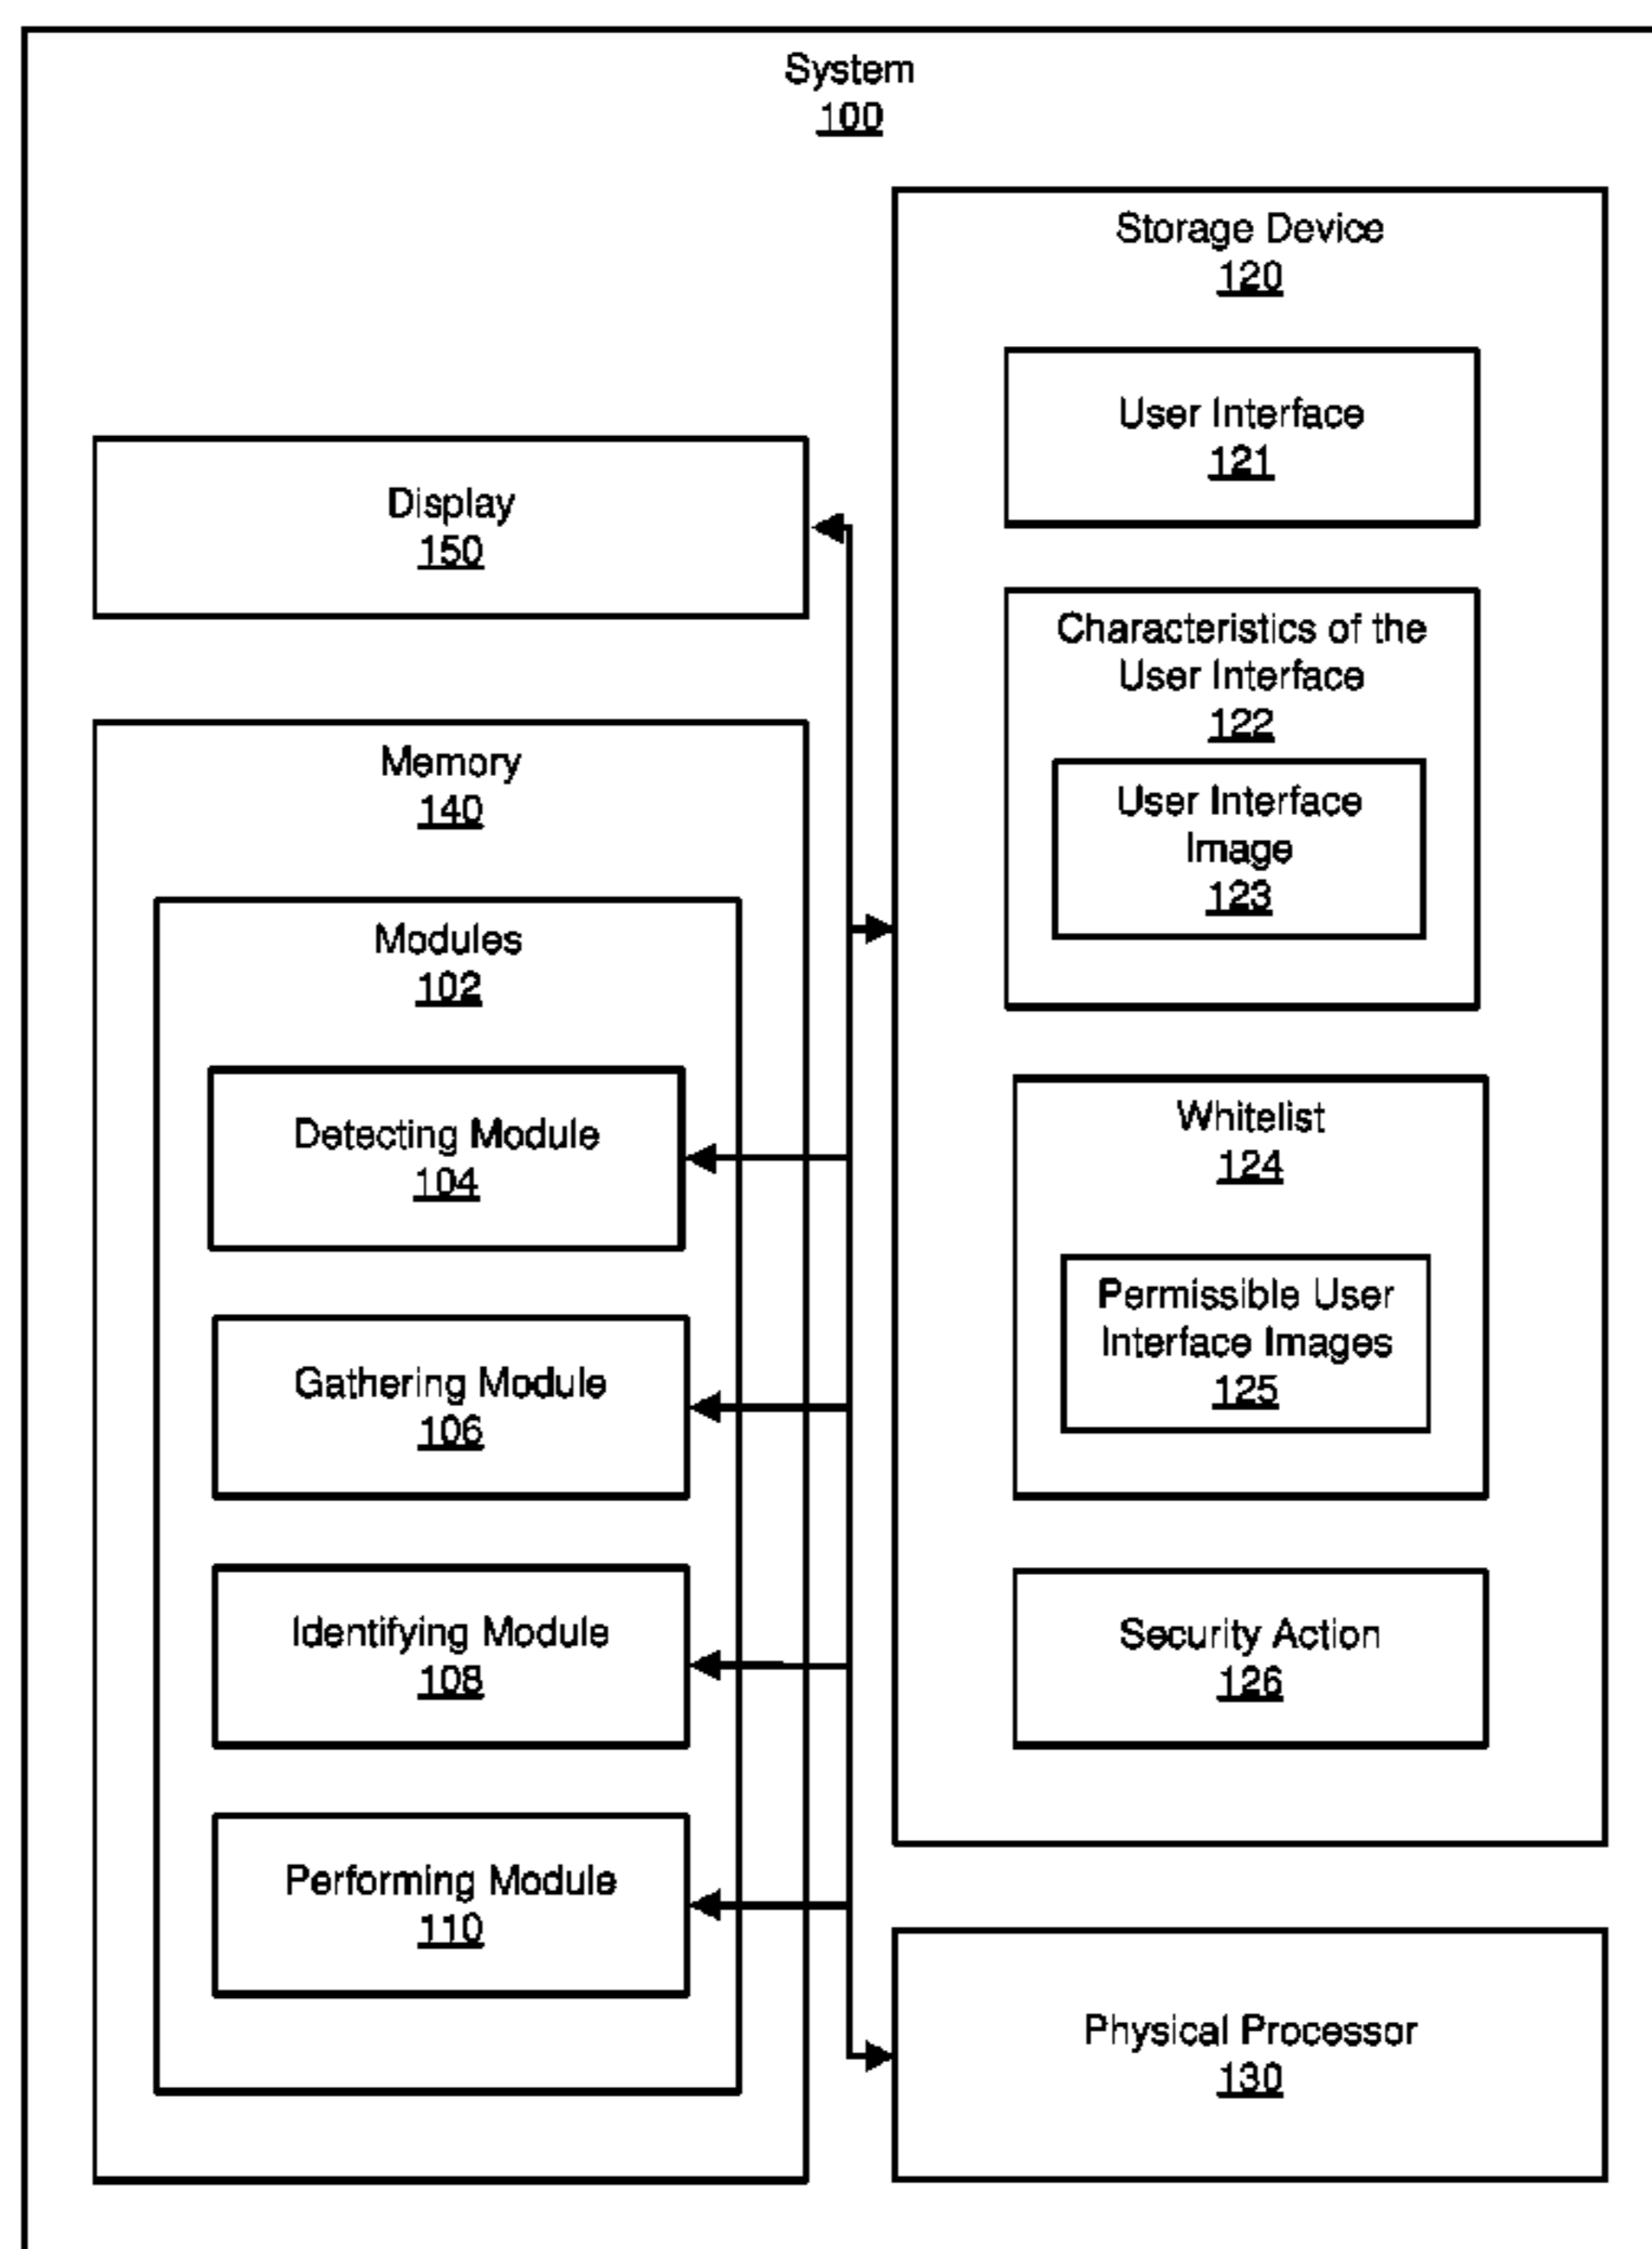 System
100
Display
150
Memory
140
Modules
102
Detecting Module
104
Gathering Module
106
Identifying Module
108
Performing Module
110
Storage Device
120
User Interface
121
Characteristics of the
User Interface
122
User Interface
Image
123
Whitelist
124
Permissible User
Interface Images
125
Security Action
126
Physical Processor
130